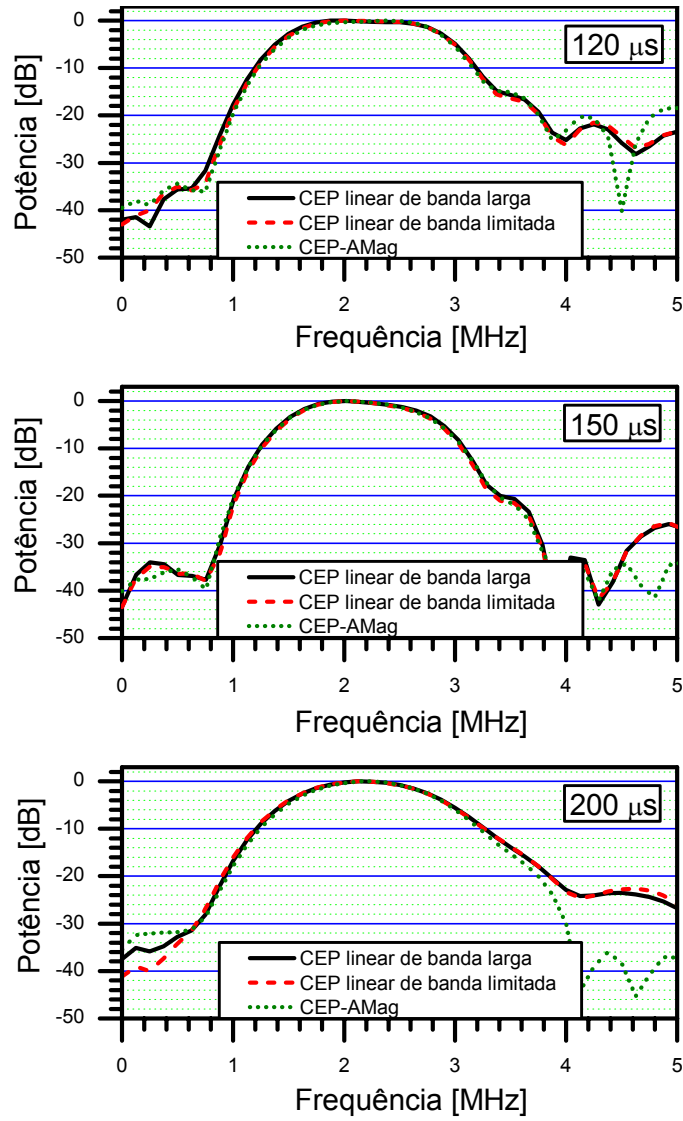 0
-10
-20
-30
-40
-50
Potência [dB]
120 µs
CEP linear de banda larga
CEP linear de banda limitada
CEP-AMag
0 1 2 3 4 5
Frequência [MHz]
0
-10
-20
-30
-40
-50
Potência [dB]
150 µs
CEP linear de banda larga
CEP linear de banda limitada
CEP-AMag
0 1 2 3 4 5
Frequência [MHz]
0
-10
-20
-30
-40
-50
Potência [dB]
200 µs
CEP linear de banda larga
CEP linear de banda limitada
CEP-AMag
0 1 2 3 4 5
Frequência [MHz]